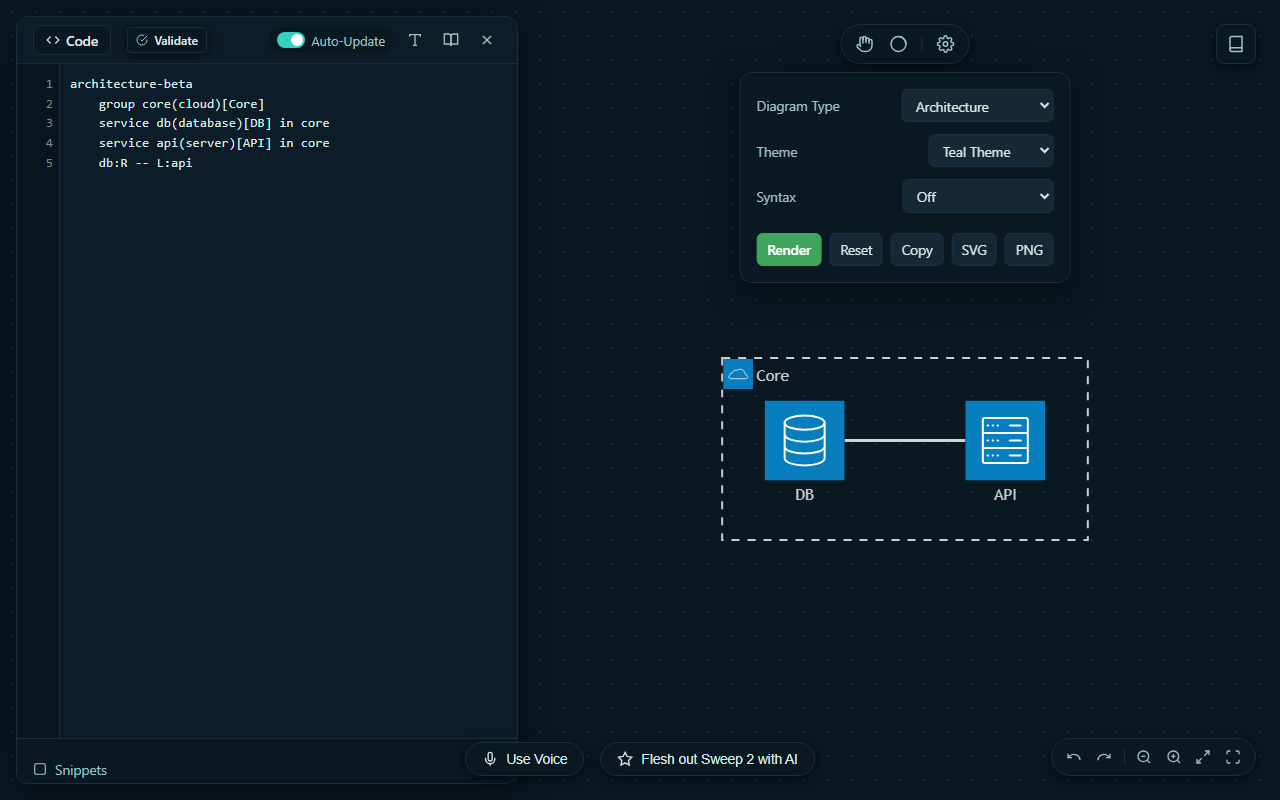 Code
Validate
Auto-Update
1 architecture-beta
2 group core(cloud)[Core]
3 service db(database)[DB] in core
4 service api(server)[API] in core
5 db:R -- L:api
Snippets
Diagram Type Architecture
Theme Teal Theme
Syntax Off
Render Reset Copy SVG PNG
Core
DB API
Use Voice
Flesh out Sweep 2 with AI